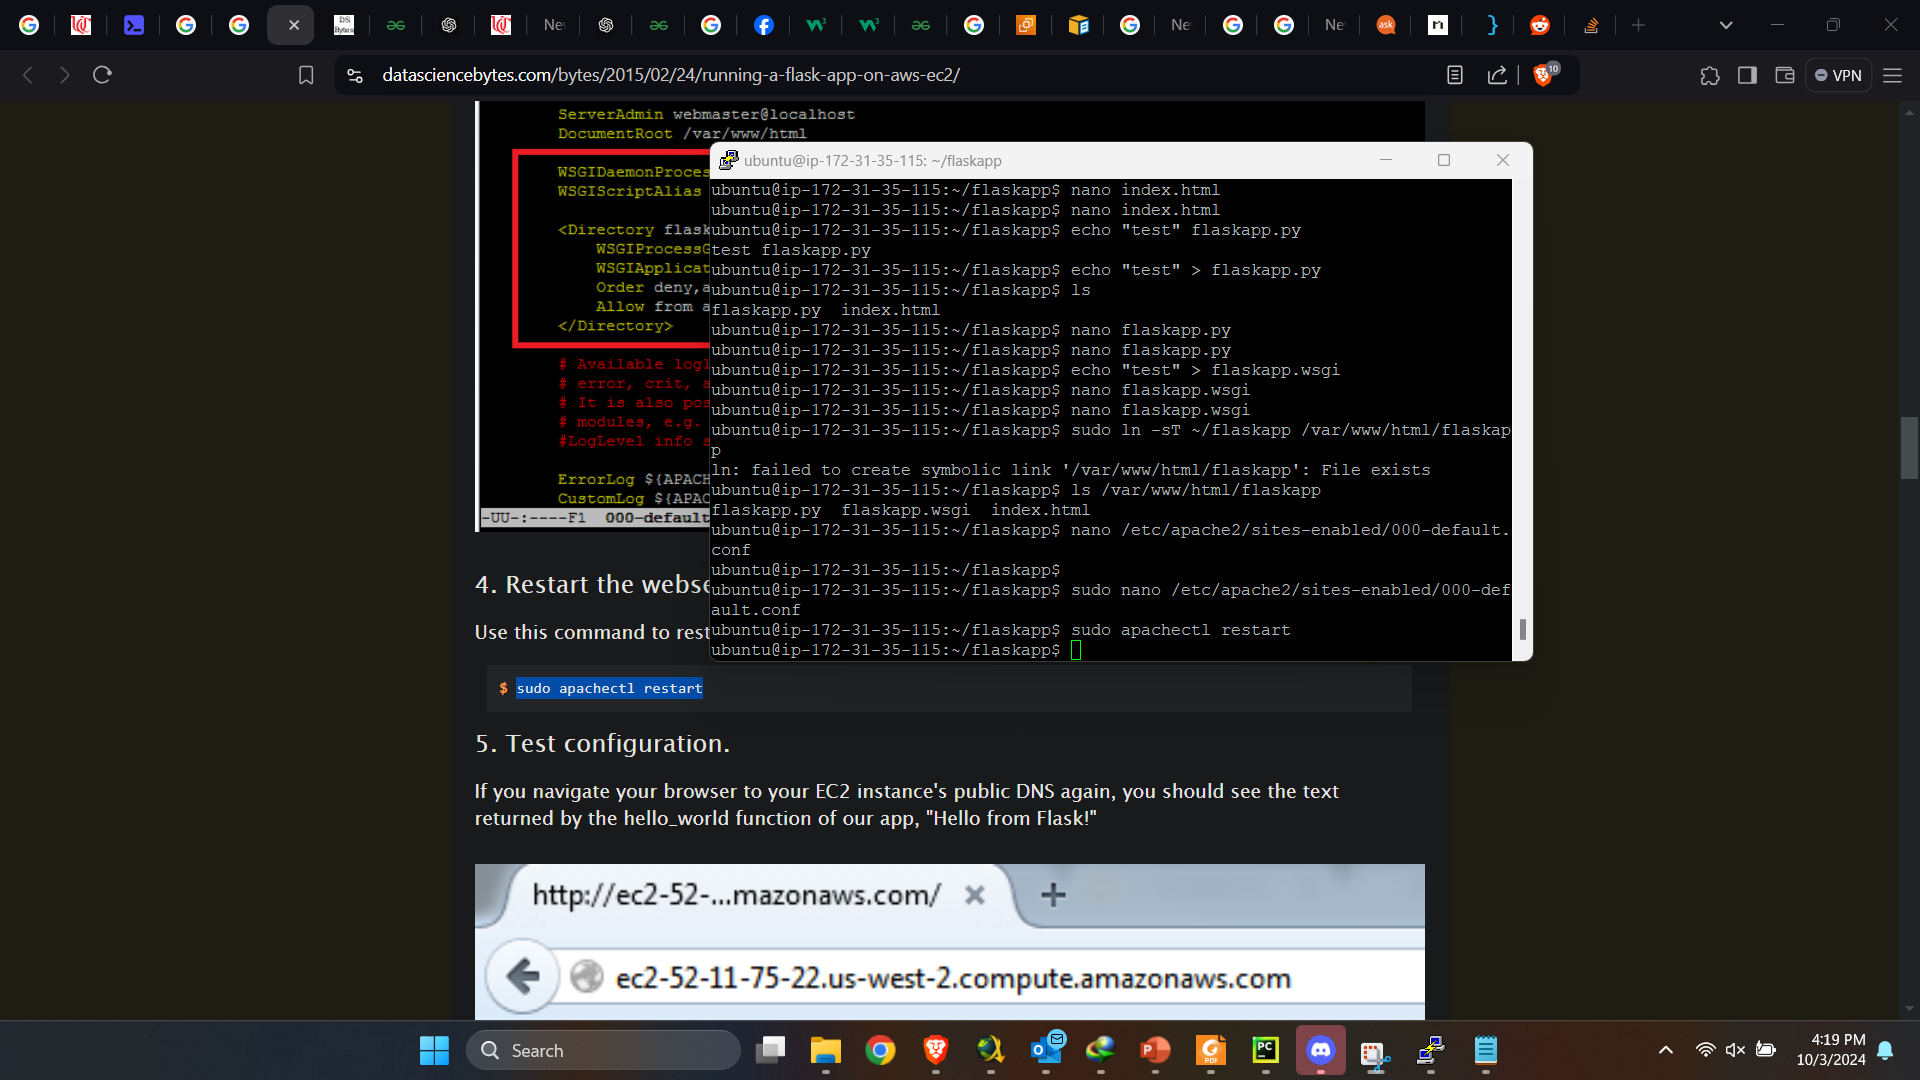 DS
Bytes
Ne
Ne
Ne
ask
datasciencebytes.com/bytes/2015/02/24/running-a-flask-app-on-aws-ec2/
10
VPN
ServerAdmin webmaster@localhost
DocumentRoot /var/www/html
WSGIDaemonProces
WSGIScriptAlias
<Directory flask
WSGIProcessG
WSGIApplicat
Order deny,a
Allow from a
</Directory>
# Available logl
# error, crit, a
# It is also pos
# modules, e.g.
#LogLevel info s
ErrorLog ${APACH
CustomLog ${APAC
-UU-:----F1 000-default
ubuntu@ip-172-31-35-115: ~/flaskapp
ubuntu@ip-172-31-35-115:~/flaskapp$ nano index.html
ubuntu@ip-172-31-35-115:~/flaskapp$ nano index.html
ubuntu@ip-172-31-35-115:~/flaskapp$ echo "test" flaskapp.py
test flaskapp.py
ubuntu@ip-172-31-35-115:~/flaskapp$ echo "test" > flaskapp.py
ubuntu@ip-172-31-35-115:~/flaskapp$ ls
flaskapp.py index.html
ubuntu@ip-172-31-35-115:~/flaskapp$ nano flaskapp.py
ubuntu@ip-172-31-35-115:~/flaskapp$ nano flaskapp.py
ubuntu@ip-172-31-35-115:~/flaskapp$ echo "test" > flaskapp.wsgi
ubuntu@ip-172-31-35-115:~/flaskapp$ nano flaskapp.wsgi
ubuntu@ip-172-31-35-115:~/flaskapp$ nano flaskapp.wsgi
ubuntu@ip-172-31-35-115:~/flaskapp$ sudo ln -sT ~/flaskapp /var/www/html/flaskap
p
ln: failed to create symbolic link '/var/www/html/flaskapp': File exists
ubuntu@ip-172-31-35-115:~/flaskapp$ ls /var/www/html/flaskapp
flaskapp.py flaskapp.wsgi index.html
ubuntu@ip-172-31-35-115:~/flaskapp$ nano /etc/apache2/sites-enabled/000-default.
conf
ubuntu@ip-172-31-35-115:~/flaskapp$
ubuntu@ip-172-31-35-115:~/flaskapp$ sudo nano /etc/apache2/sites-enabled/000-def
ault.conf
ubuntu@ip-172-31-35-115:~/flaskapp$ sudo apachectl restart
ubuntu@ip-172-31-35-115:~/flaskapp$
4. Restart the webse
Use this command to rest
$ sudo apachectl restart
5. Test configuration.
If you navigate your browser to your EC2 instance's public DNS again, you should see the text
returned by the hello_world function of our app, "Hello from Flask!"
http://ec2-52-...mazonaws.com/
ec2-52-11-75-22.us-west-2.compute.amazonaws.com
Search
4:19 PM
10/3/2024